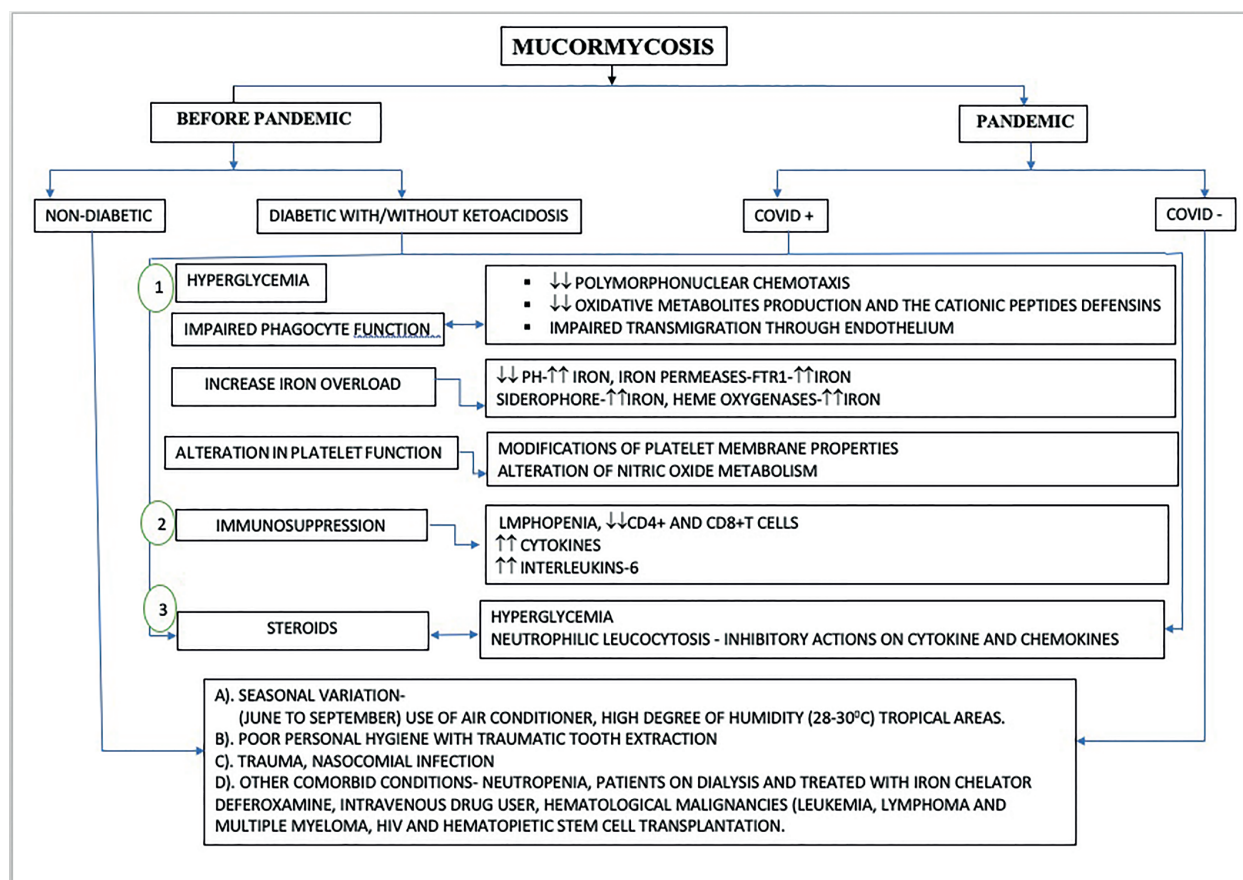 MUCORMYCOSIS
BEFORE PANDEMIC
PANDEMIC
NON-DIABETIC
DIABETIC WITH/WITHOUT KETOACIDOSIS
COVID +
COVID -
1
HYPERGLYCEMIA
IMPAIRED PHAGOCYTE FUNCTION
▪ ↓↓ POLYMORPHONUCLEAR CHEMOTAXIS
▪ ↓↓ OXIDATIVE METABOLITES PRODUCTION AND THE CATIONIC PEPTIDES DEFENSINS
▪ IMPAIRED TRANSMIGRATION THROUGH ENDOTHELIUM
INCREASE IRON OVERLOAD
↓↓ PH-↑↑ IRON, IRON PERMEASES-FTR1-↑↑IRON
SIDEROPHORE-↑↑IRON, HEME OXYGENASES-↑↑IRON
ALTERATION IN PLATELET FUNCTION
MODIFICATIONS OF PLATELET MEMBRANE PROPERTIES
ALTERATION OF NITRIC OXIDE METABOLISM
2
IMMUNOSUPPRESSION
LMPHOPENIA, ↓↓CD4+ AND CD8+T CELLS
↑↑ CYTOKINES
↑↑ INTERLEUKINS-6
3
STEROIDS
HYPERGLYCEMIA
NEUTROPHILIC LEUCOCYTOSIS - INHIBITORY ACTIONS ON CYTOKINE AND CHEMOKINES
A). SEASONAL VARIATION-
(JUNE TO SEPTEMBER) USE OF AIR CONDITIONER, HIGH DEGREE OF HUMIDITY (28-30⁰C) TROPICAL AREAS.
B). POOR PERSONAL HYGIENE WITH TRAUMATIC TOOTH EXTRACTION
C). TRAUMA, NASOCOMIAL INFECTION
D). OTHER COMORBID CONDITIONS- NEUTROPENIA, PATIENTS ON DIALYSIS AND TREATED WITH IRON CHELATOR
DEFEROXAMINE, INTRAVENOUS DRUG USER, HEMATOLOGICAL MALIGNANCIES (LEUKEMIA, LYMPHOMA AND
MULTIPLE MYELOMA, HIV AND HEMATOPIETIC STEM CELL TRANSPLANTATION.